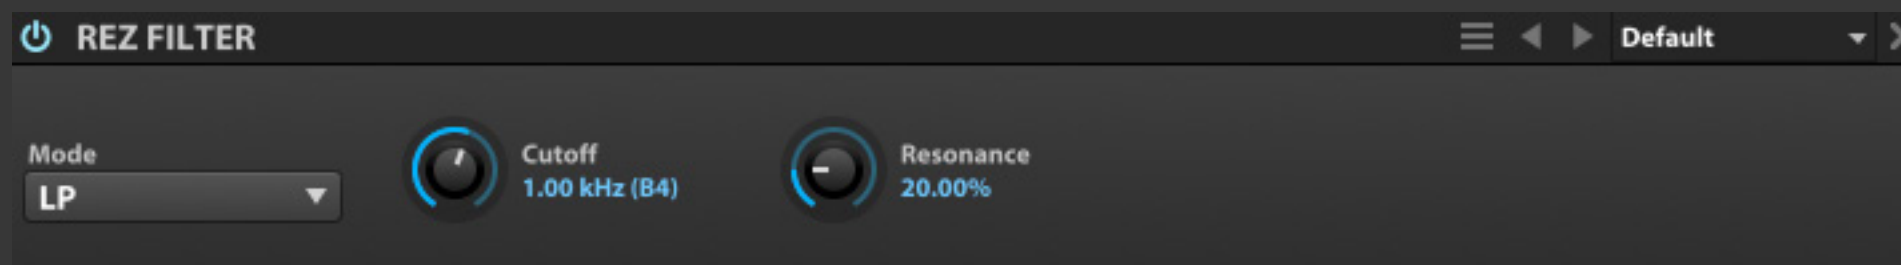 REZ FILTER
Default
Mode
LP
Cutoff
1.00 kHz (B4)
Resonance
20.00%